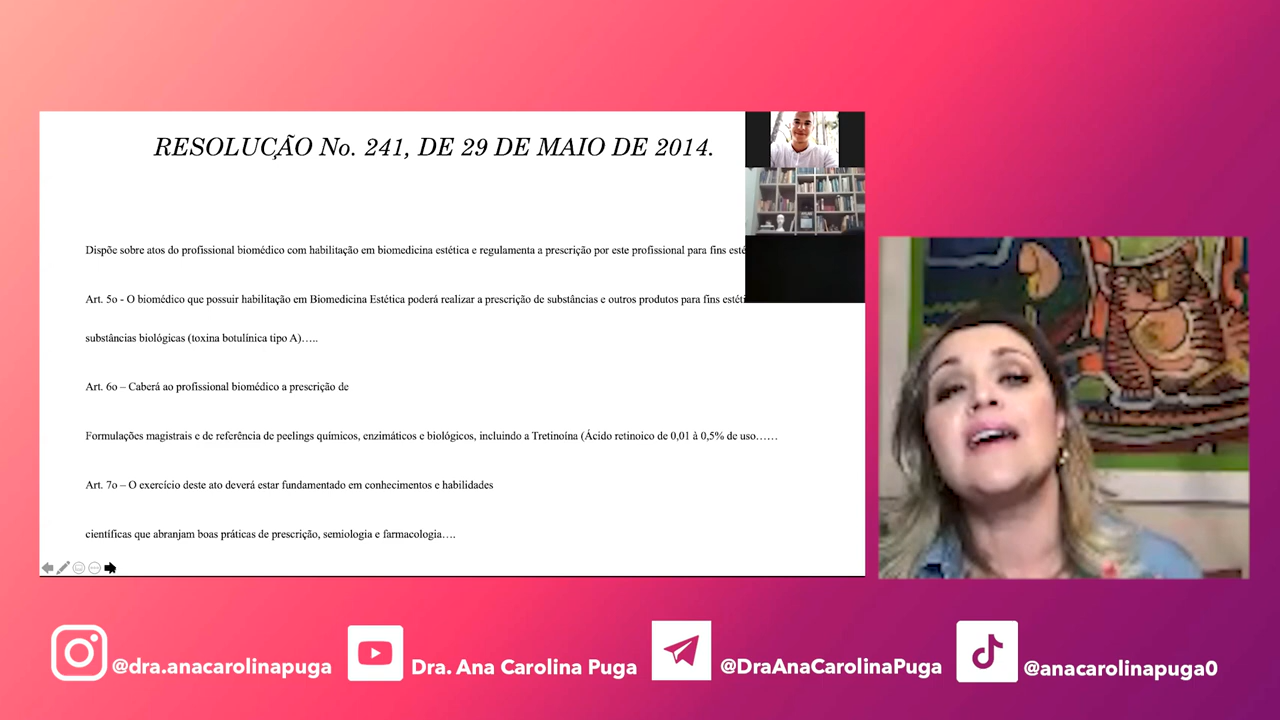 RESOLUÇÃO No. 241, DE 29 DE MAIO DE 2014.
Dispõe sobre atos do profissional biomédico com habilitação em biomedicina estética e regulamenta a prescrição por este profissional para fins esté
Art. 5o - O biomédico que possuir habilitação em Biomedicina Estética poderá realizar a prescrição de substâncias e outros produtos para fins estéti
substâncias biológicas (toxina botulínica tipo A)…..
Art. 6o – Caberá ao profissional biomédico a prescrição de
Formulações magistrais e de referência de peelings químicos, enzimáticos e biológicos, incluindo a Tretinoína (Ácido retinoico de 0,01 à 0,5% de uso……
Art. 7o – O exercício deste ato deverá estar fundamentado em conhecimentos e habilidades
científicas que abranjam boas práticas de prescrição, semiologia e farmacologia….
@dra.anacarolinapuga
Dra. Ana Carolina Puga
@DraAnaCarolinaPuga
@anacarolinapuga0